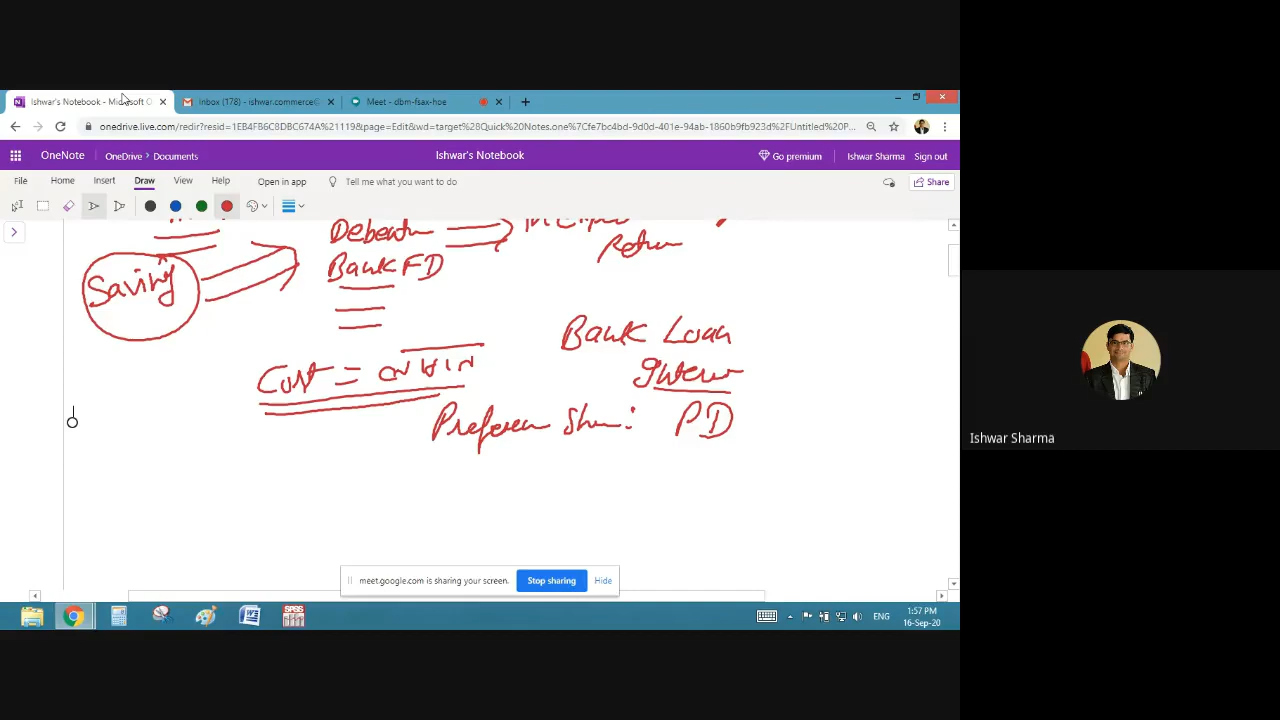 Ishwar's Notebook - Microsoft O
Inbox (178) - ishwar.commerce@
Meet - dbm-fsax-hoe
onedrive.live.com/redir?resid=1EB4FB6C8DBC674A%21119&page=Edit&wd=target%28Quick%20Notes.one%7Cfe7bc4bd-9d0d-401e-94ab-1860b9fb923d%2FUntitled%20P...
OneNote
OneDrive > Documents
Ishwar's Notebook
Go premium
Ishwar Sharma
Sign out
File Home Insert Draw View Help Open in app Tell me what you want to do
Share
Return
Saving
Bank FD
Bank Loan
Cost =
PD
Ishwar Sharma
meet.google.com is sharing your screen.
Stop sharing
Hide
ENG
1:57 PM
16-Sep-20